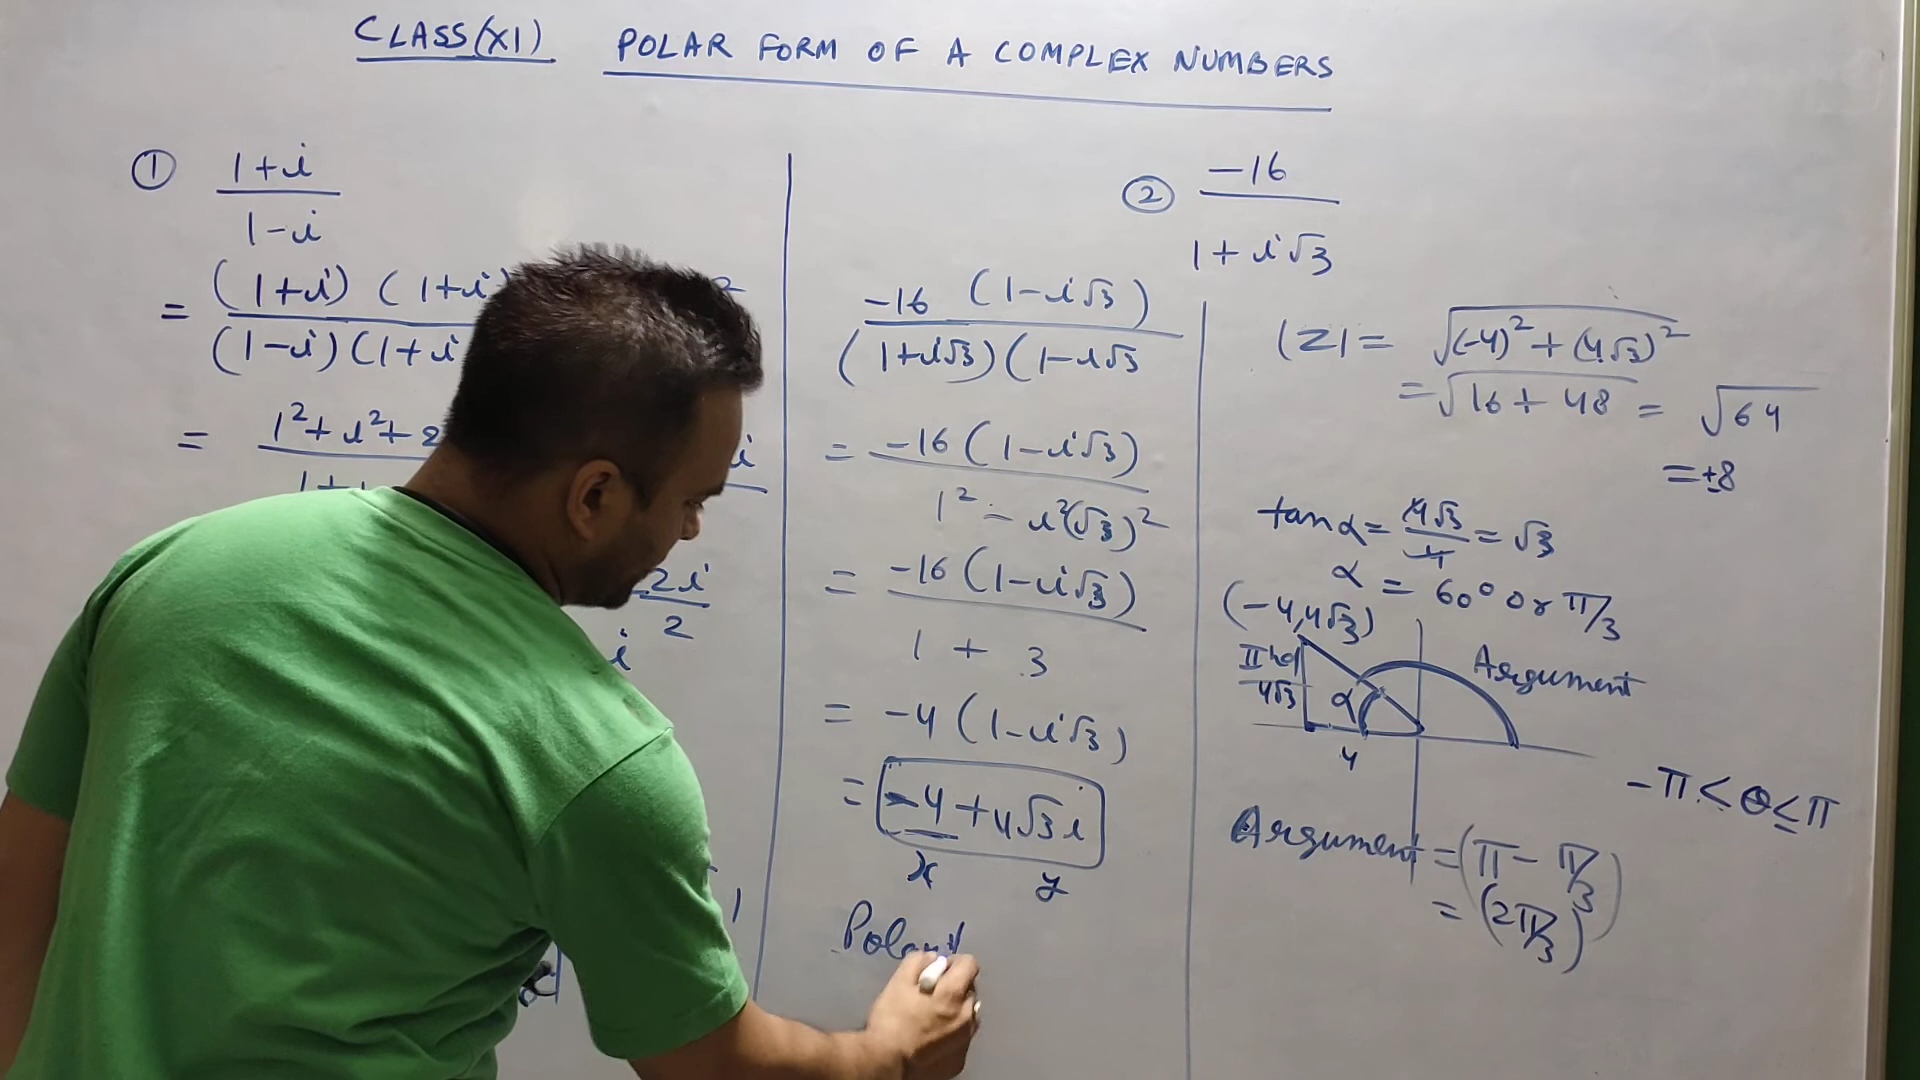 CLASS(XI) POLAR FORM OF A COMPLEX NUMBERS
① 1+i
1-i
= (1+i) (1+i)
(1-i)(1+i
= 1²+i²+2
i
2i
2
i
② -16
1+i√3
-16 (1-i√3)
(1+i√3)(1-i√3
= -16(1-i√3)
1² - i²(√3)²
= -16(1-i√3)
1 + 3
= -4(1-i√3)
= -4+4√3i
x y
Polar
|Z| = √(-4)²+(4√3)²
= √16+48 = √64
= ±8
tanα = 4√3/4 = √3
α = 60° or π/3
(-4,4√3)
4√3 α Argument
4
-π < θ ≤ π
Argument = (π - π/3)
= (2π/3)